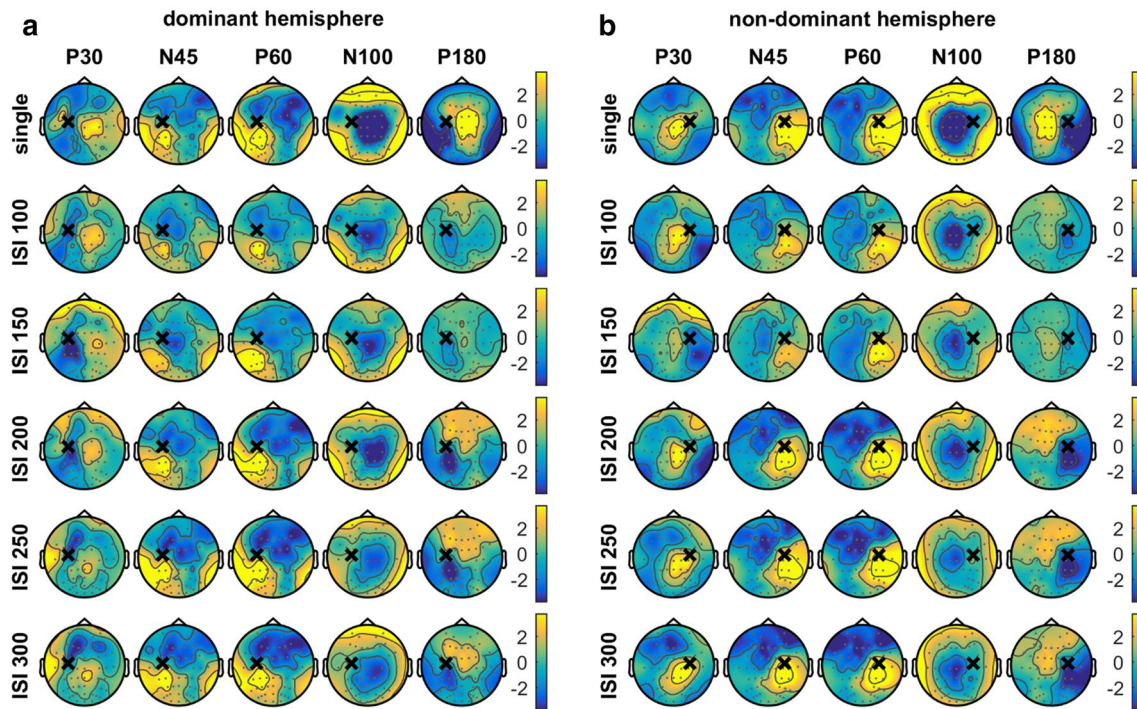 a dominant hemisphere
b non-dominant hemisphere
P30 N45 P60 N100 P180
P30 N45 P60 N100 P180
single
2
0
-2
single
2
0
-2
ISI 100
2
0
-2
ISI 100
2
0
-2
ISI 150
2
0
-2
ISI 150
2
0
-2
ISI 200
2
0
-2
ISI 200
2
0
-2
ISI 250
2
0
-2
ISI 250
2
0
-2
ISI 300
2
0
-2
ISI 300
2
0
-2